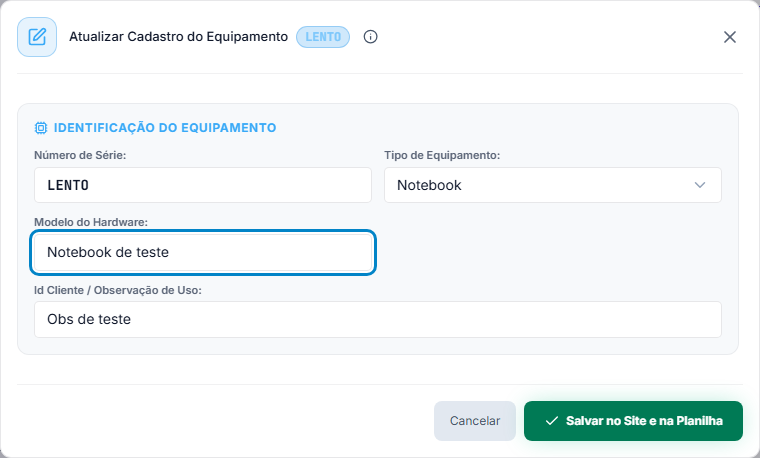 Atualizar Cadastro do Equipamento LENTO
IDENTIFICAÇÃO DO EQUIPAMENTO
Número de Série: Tipo de Equipamento:
LENTO Notebook
Modelo do Hardware:
Notebook de teste
Id Cliente / Observação de Uso:
Obs de teste
Cancelar Salvar no Site e na Planilha